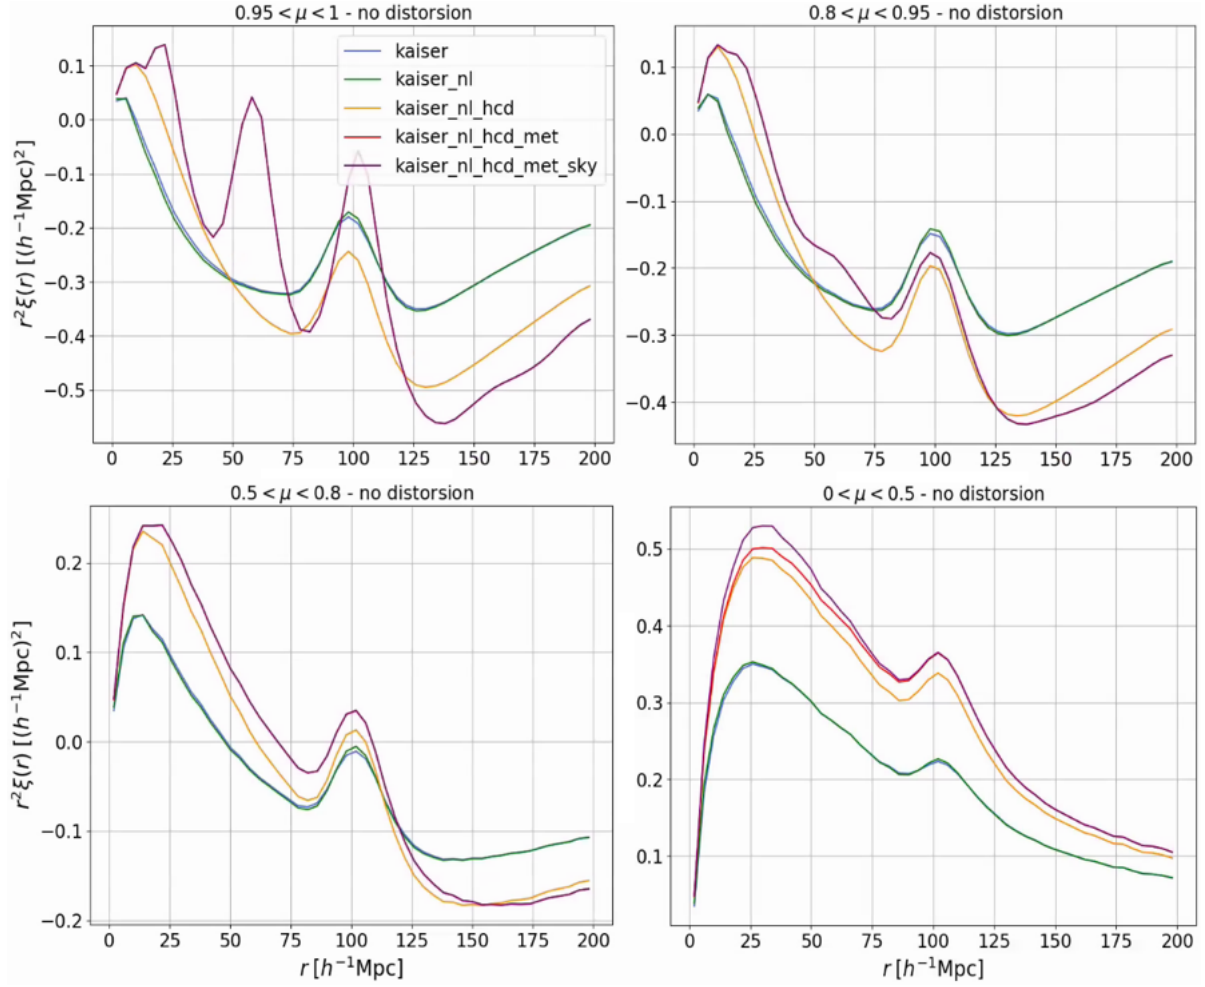 0.95 < μ < 1 - no distorsion
r²ξ(r) [(h⁻¹Mpc)²]
0.1
0.0
−0.1
−0.2
−0.3
−0.4
−0.5
kaiser
kaiser_nl
kaiser_nl_hcd
kaiser_nl_hcd_met
kaiser_nl_hcd_met_sky
0 25 50 75 100 125 150 175 200
0.8 < μ < 0.95 - no distorsion
0.1
0.0
−0.1
−0.2
−0.3
−0.4
0 25 50 75 100 125 150 175 200
0.5 < μ < 0.8 - no distorsion
r²ξ(r) [(h⁻¹Mpc)²]
0.2
0.1
0.0
−0.1
−0.2
0 25 50 75 100 125 150 175 200
r [h⁻¹Mpc]
0 < μ < 0.5 - no distorsion
0.5
0.4
0.3
0.2
0.1
0 25 50 75 100 125 150 175 200
r [h⁻¹Mpc]